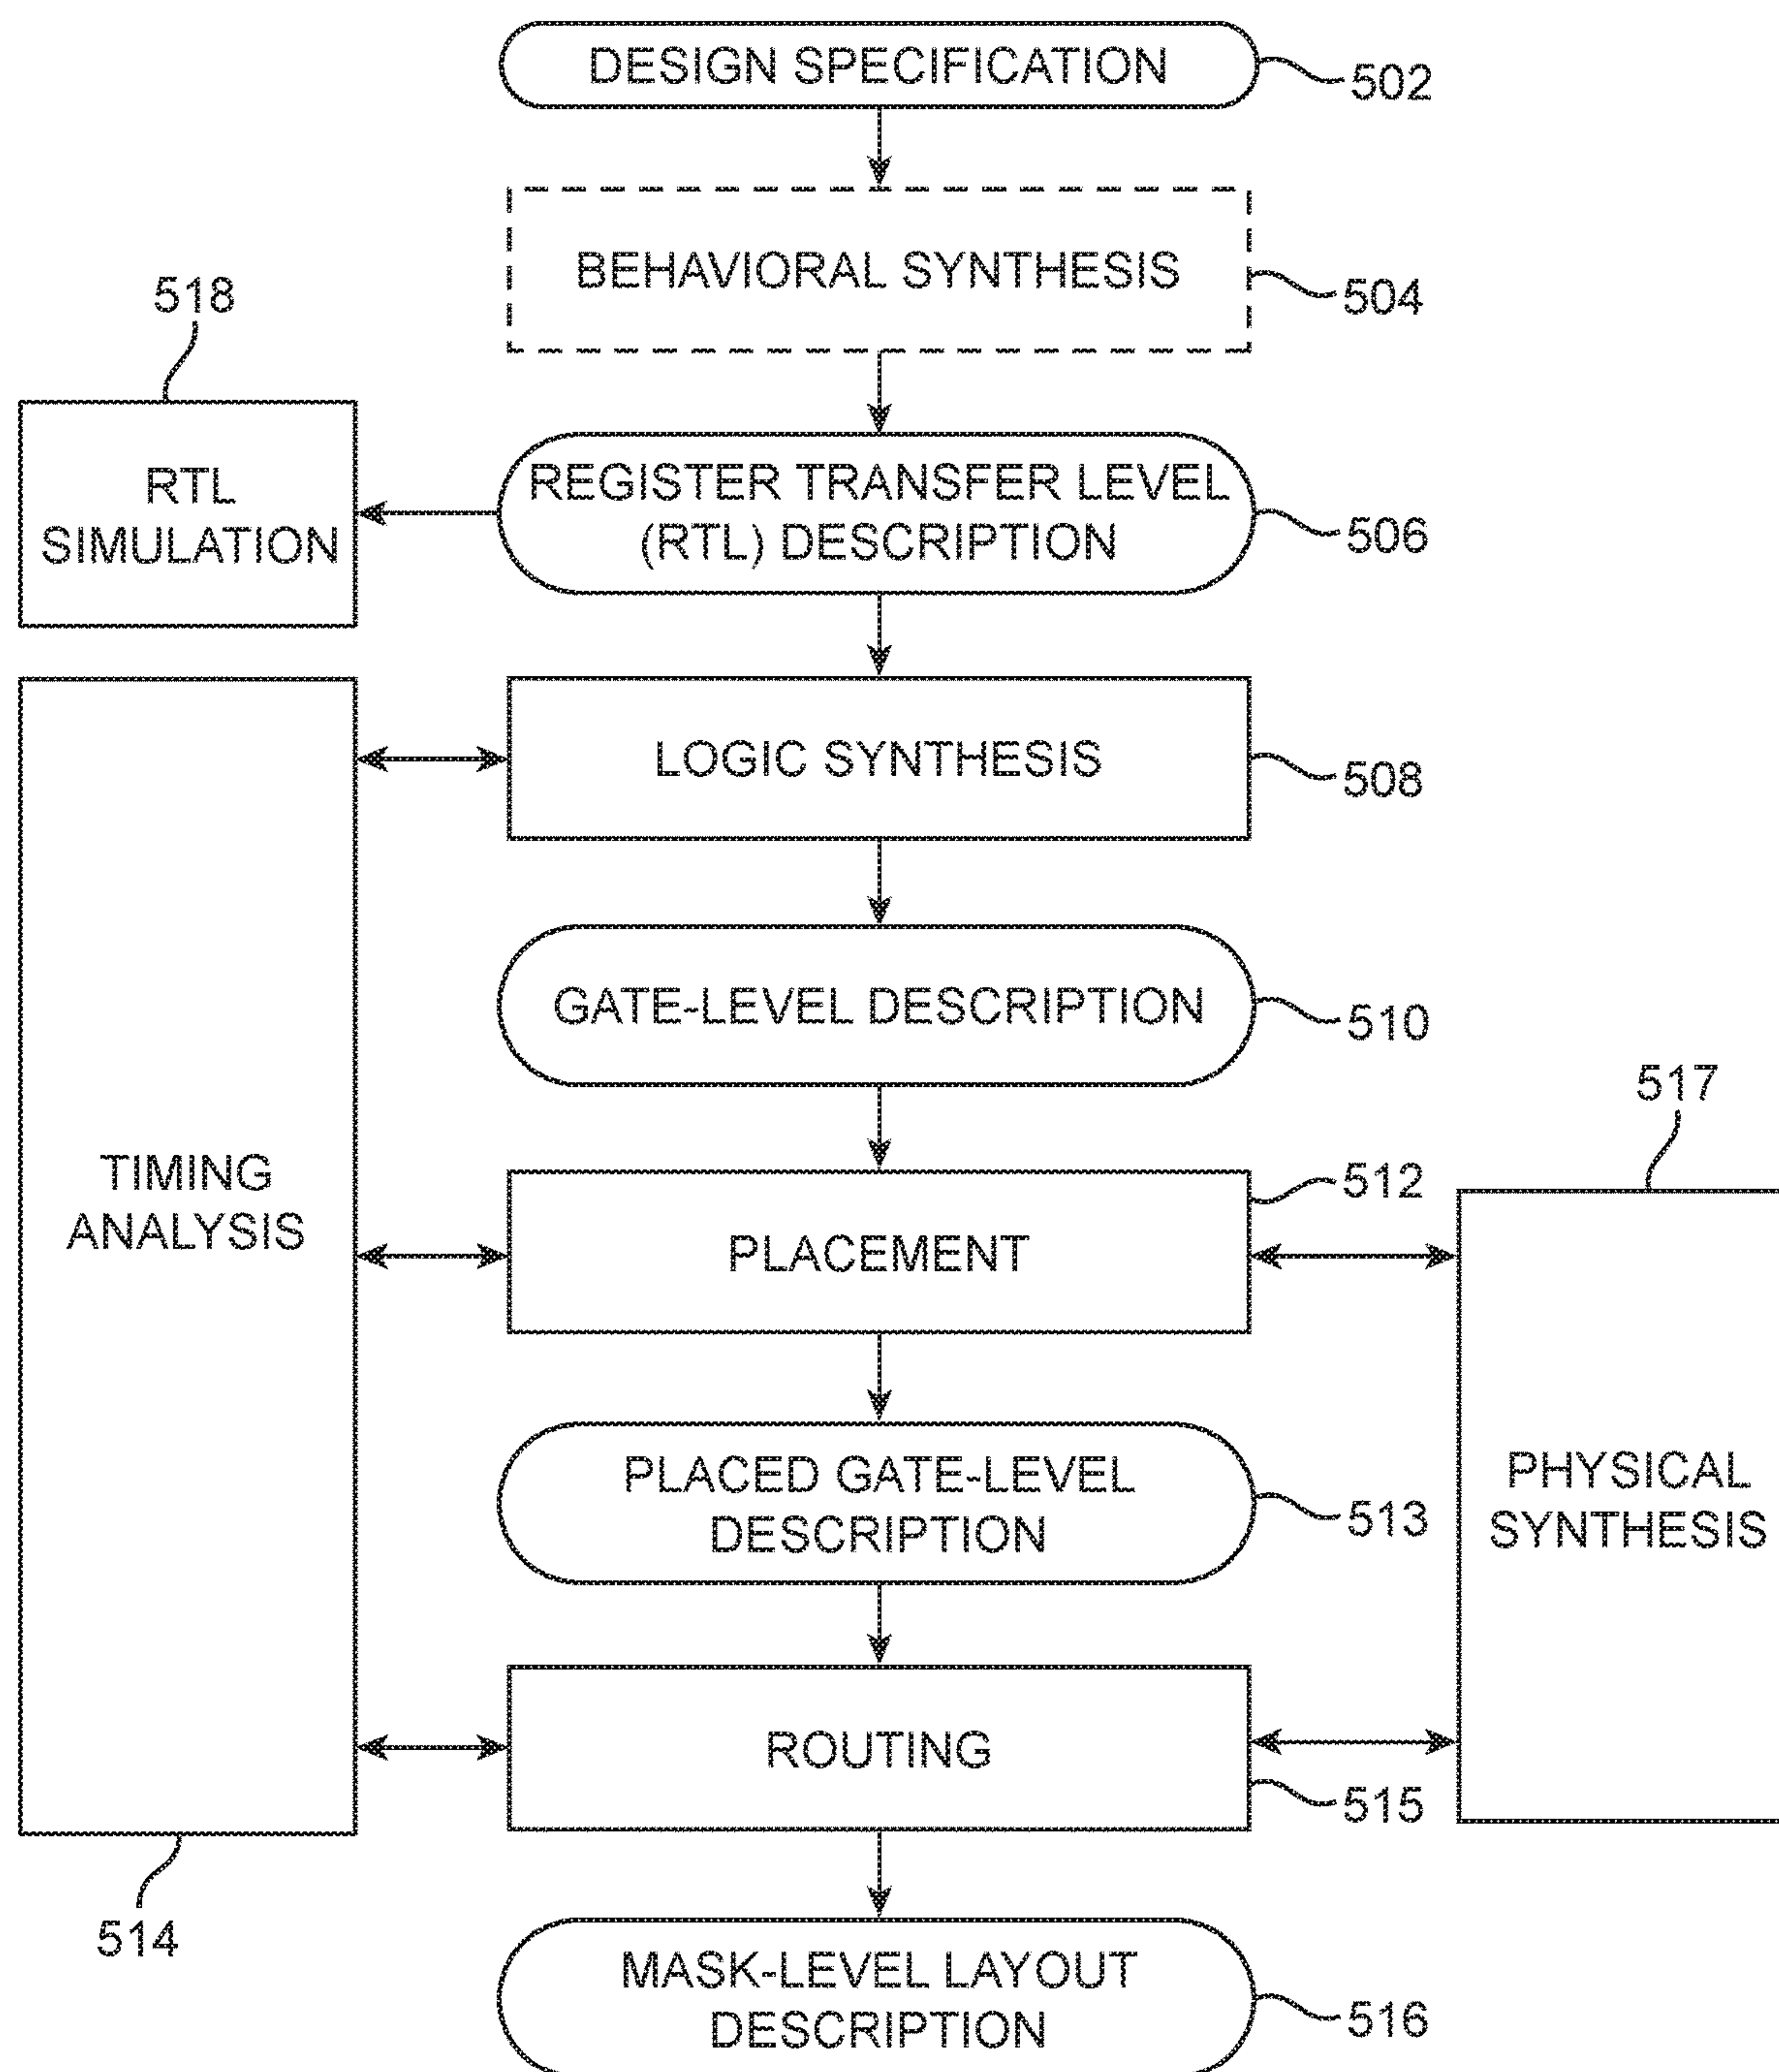 DESIGN SPECIFICATION
502
BEHAVIORAL SYNTHESIS
504
518
RTL
SIMULATION
REGISTER TRANSFER LEVEL
(RTL) DESCRIPTION
506
LOGIC SYNTHESIS
508
GATE-LEVEL DESCRIPTION
510
TIMING
ANALYSIS
514
PLACEMENT
512
517
PHYSICAL
SYNTHESIS
PLACED GATE-LEVEL
DESCRIPTION
513
ROUTING
515
MASK-LEVEL LAYOUT
DESCRIPTION
516